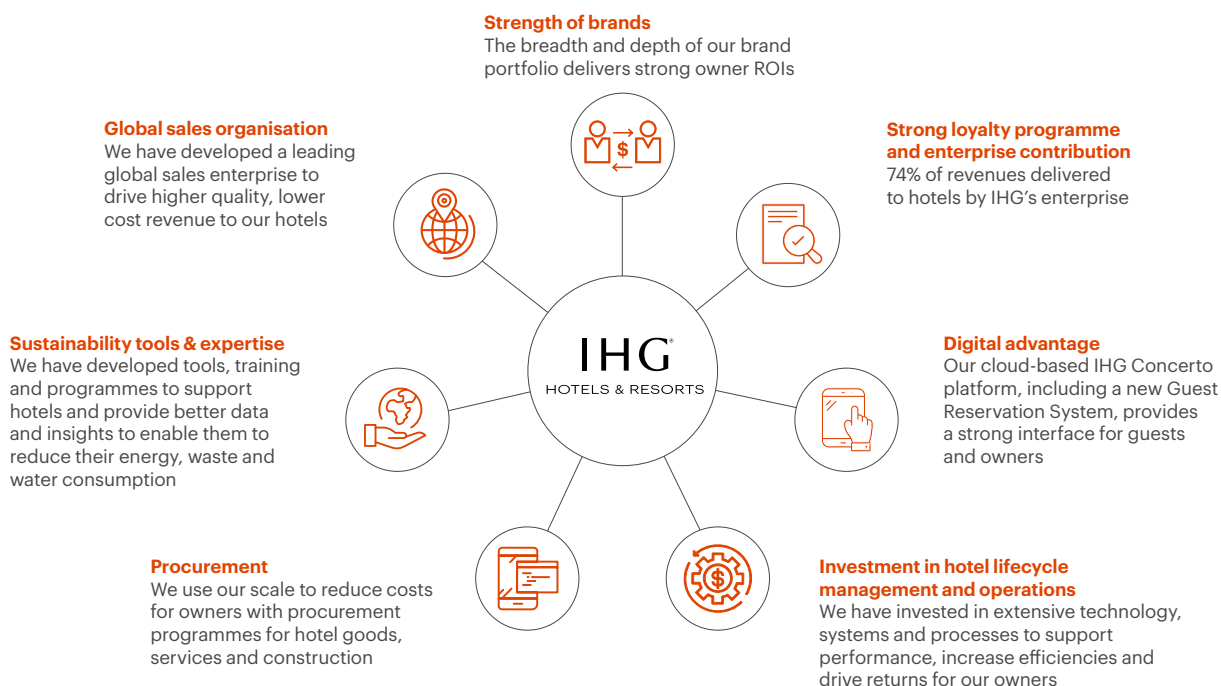 Strength of brands
The breadth and depth of our brand
portfolio delivers strong owner ROIs
Global sales organisation
We have developed a leading
global sales enterprise to
drive higher quality, lower
cost revenue to our hotels
$
Strong loyalty programme
and enterprise contribution
74% of revenues delivered
to hotels by IHG’s enterprise
IHG®
HOTELS & RESORTS
Sustainability tools & expertise
We have developed tools, training
and programmes to support
hotels and provide better data
and insights to enable them to
reduce their energy, waste and
water consumption
Digital advantage
Our cloud-based IHG Concerto
platform, including a new Guest
Reservation System, provides
a strong interface for guests
and owners
Procurement
We use our scale to reduce costs
for owners with procurement
programmes for hotel goods,
services and construction
$
Investment in hotel lifecycle
management and operations
We have invested in extensive technology,
systems and processes to support
performance, increase efficiencies and
drive returns for our owners